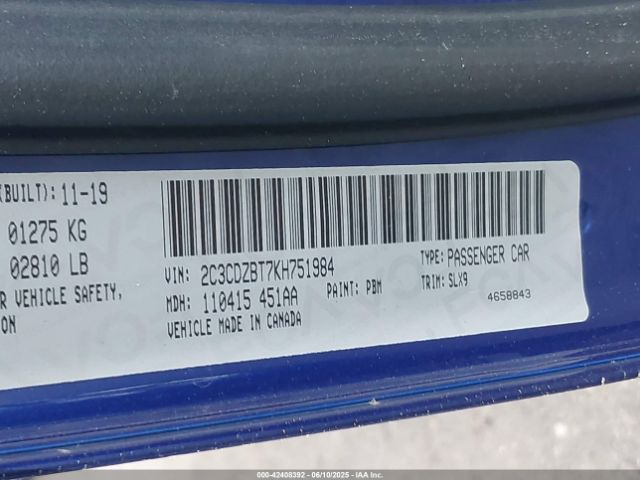 (BUILT): 11-19
01275 KG
02810 LB
R VEHICLE SAFETY,
ION
VIN: 2C3CDZBT7KH751984
TYPE: PASSENGER CAR
MDH: 110415 451AA
PAINT: PBM
TRIM: SLX9
VEHICLE MADE IN CANADA
4658843
000-42408392 - 06/10/2025 - IAA Inc.